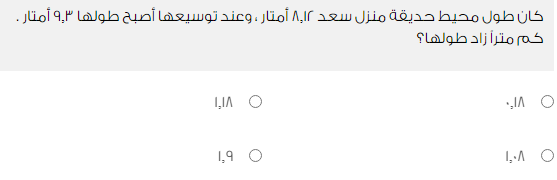 كان طول محيط حديقة منزل سعد ٨,١٢ أمتار ، وعند توسيعها أصبح طولها ٩,٣ أمتار .
كم متراً زاد طولها؟
٠,١٨
١,١٨
١,٠٨
١,٩